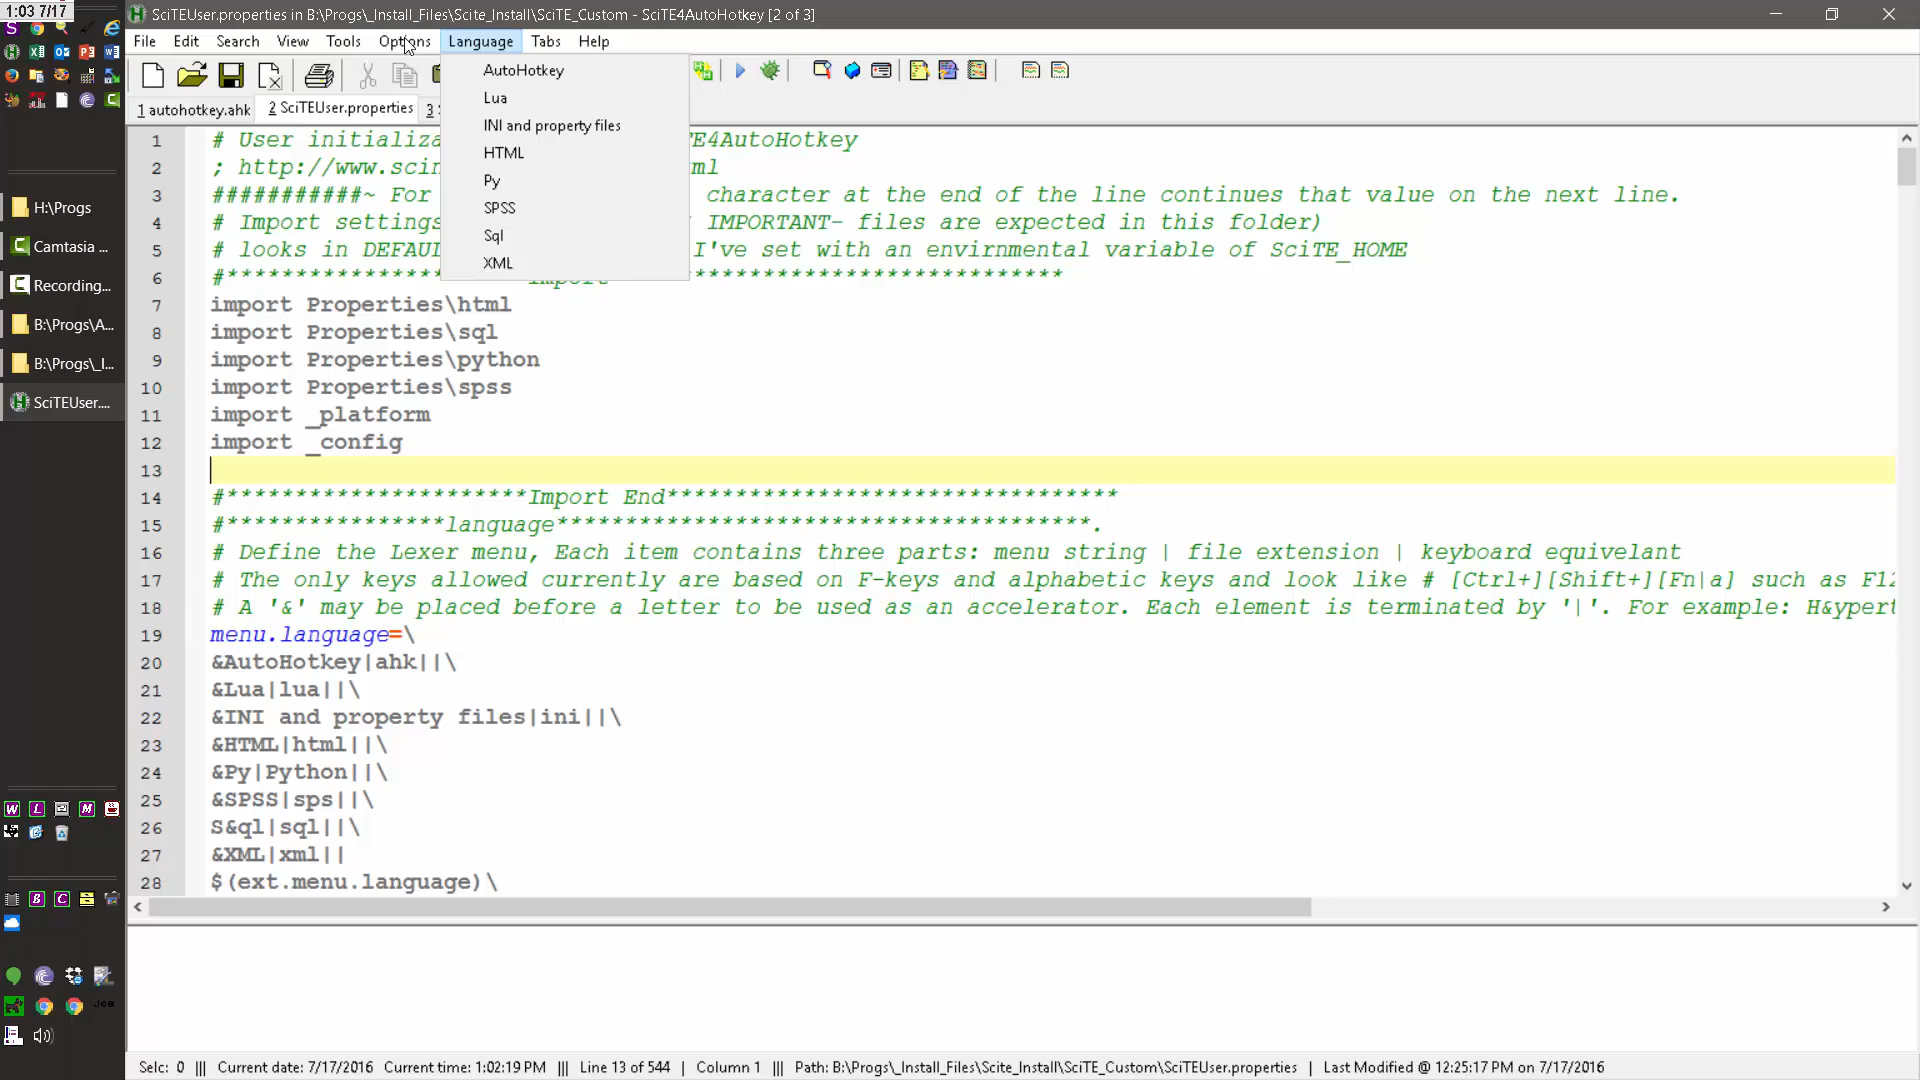 1:03 7/17
SciTEUser.properties in B:\Progs\_Install_Files\Scite_Install\SciTE_Custom - SciTE4AutoHotkey [2 of 3]
File Edit Search View Tools Options Language Tabs Help
AutoHotkey
Lua
INI and property files
HTML
Py
SPSS
Sql
XML
1 autohotkey.ahk 2 SciTEUser.properties 3
H:\Progs
Camtasia ...
Recording...
B:\Progs\A...
B:\Progs\_I...
SciTEUser....
1 # User initializ TE4AutoHotkey
2 ; http://www.scin ml
3 ###########~ For character at the end of the line continues that value on the next line.
4 # Import settings IMPORTANT- files are expected in this folder)
5 # looks in DEFAU I've set with an envirnmental variable of SciTE_HOME
6 #**************** import *************************
7 import Properties\html
8 import Properties\sql
9 import Properties\python
10 import Properties\spss
11 import _platform
12 import _config
13
14 #**********************Import End*********************************
15 #****************language***************************************.
16 # Define the Lexer menu, Each item contains three parts: menu string | file extension | keyboard equivelant
17 # The only keys allowed currently are based on F-keys and alphabetic keys and look like # [Ctrl+][Shift+][Fn|a] such as F12
18 # A '&' may be placed before a letter to be used as an accelerator. Each element is terminated by '|'. For example: H&ypert
19 menu.language=\
20 &AutoHotkey|ahk||\
21 &Lua|lua||\
22 &INI and property files|ini||\
23 &HTML|html||\
24 &Py|Python||\
25 &SPSS|sps||\
26 S&ql|sql||\
27 &XML|xml||
28 $(ext.menu.language)\
Selc: 0 ||| Current date: 7/17/2016 Current time: 1:02:19 PM ||| Line 13 of 544 | Column 1 ||| Path: B:\Progs\_Install_Files\Scite_Install\SciTE_Custom\SciTEUser.properties | Last Modified @ 12:25:17 PM on 7/17/2016